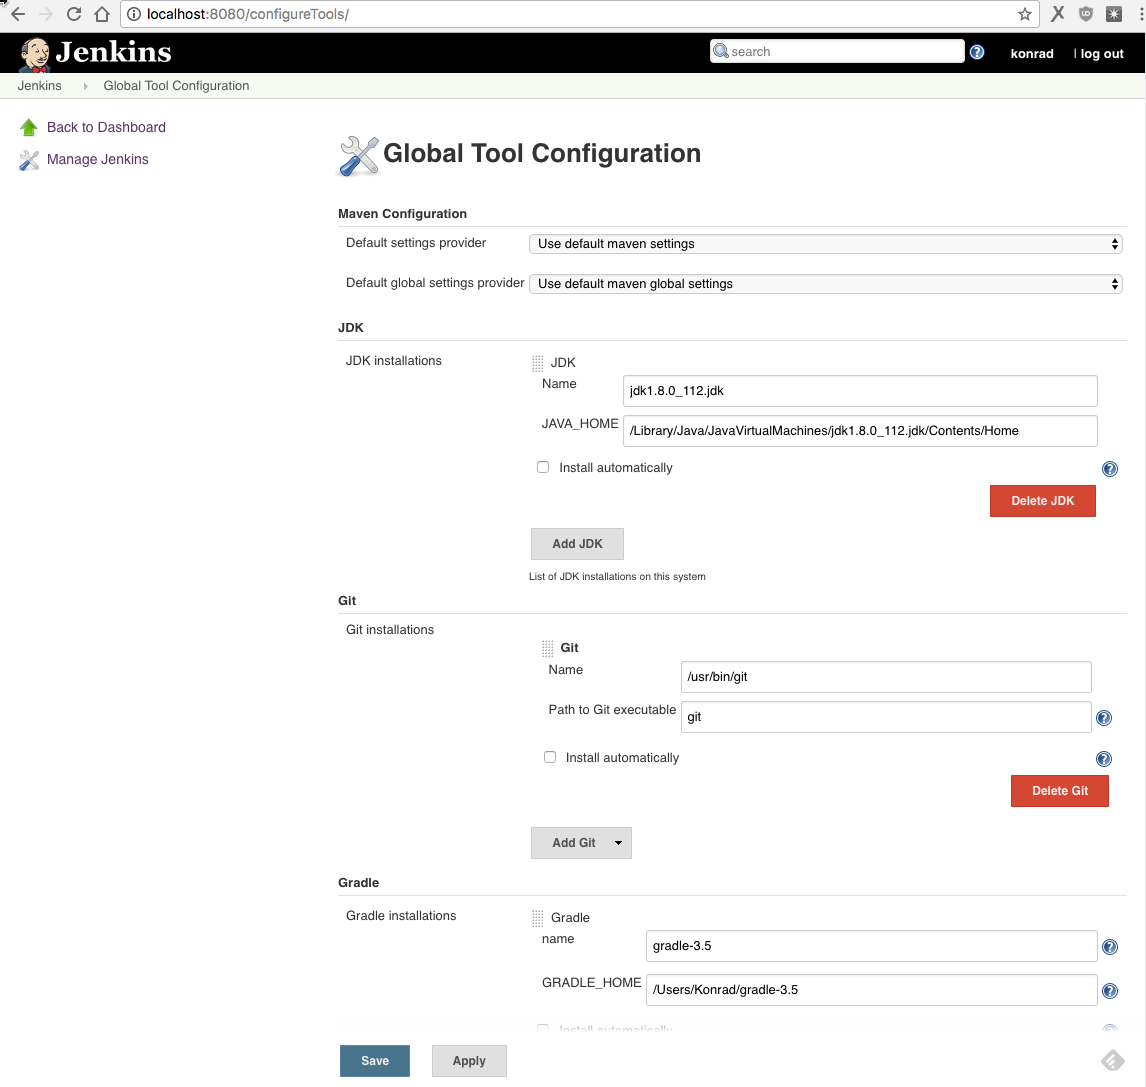 localhost:8080/configureTools/
Jenkins
search
konrad
| log out
Jenkins
Global Tool Configuration
Back to Dashboard
Manage Jenkins
Global Tool Configuration
Maven Configuration
Default settings provider
Use default maven settings
Default global settings provider
Use default maven global settings
JDK
JDK installations
JDK
Name
jdk1.8.0_112.jdk
JAVA_HOME
/Library/Java/JavaVirtualMachines/jdk1.8.0_112.jdk/Contents/Home
Install automatically
Delete JDK
Add JDK
List of JDK installations on this system
Git
Git installations
Git
Name
/usr/bin/git
Path to Git executable
git
Install automatically
Delete Git
Add Git
Gradle
Gradle installations
Gradle
name
gradle-3.5
GRADLE_HOME
/Users/Konrad/gradle-3.5
Install automatically
Save
Apply